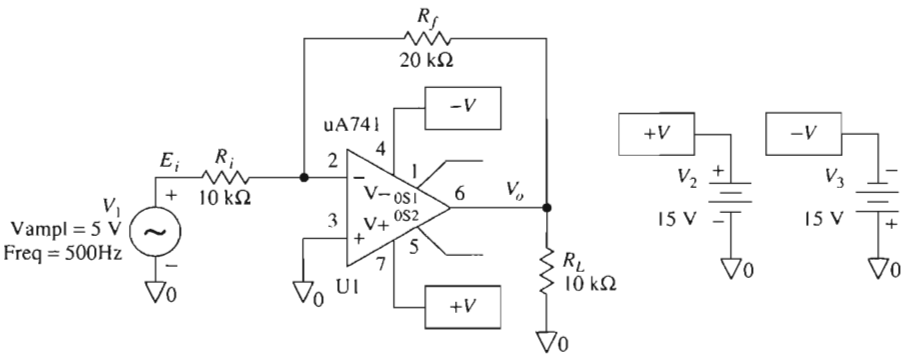 R_f
20 kΩ
-V
uA741
4
2
-
1
V-
0S1
6
V_o
E_i
R_i
+
10 kΩ
V_1
Vampl = 5 V
Freq = 500Hz
~
-
0
3
V+
0S2
+
5
7
0
U1
+V
R_L
10 kΩ
0
+V
V_2
+
15 V
-
0
-V
V_3
-
15 V
+
0